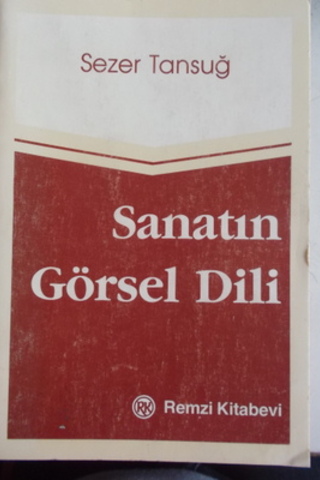 Sezer Tansuğ
Sanatın
Görsel Dili
RK Remzi Kitabevi